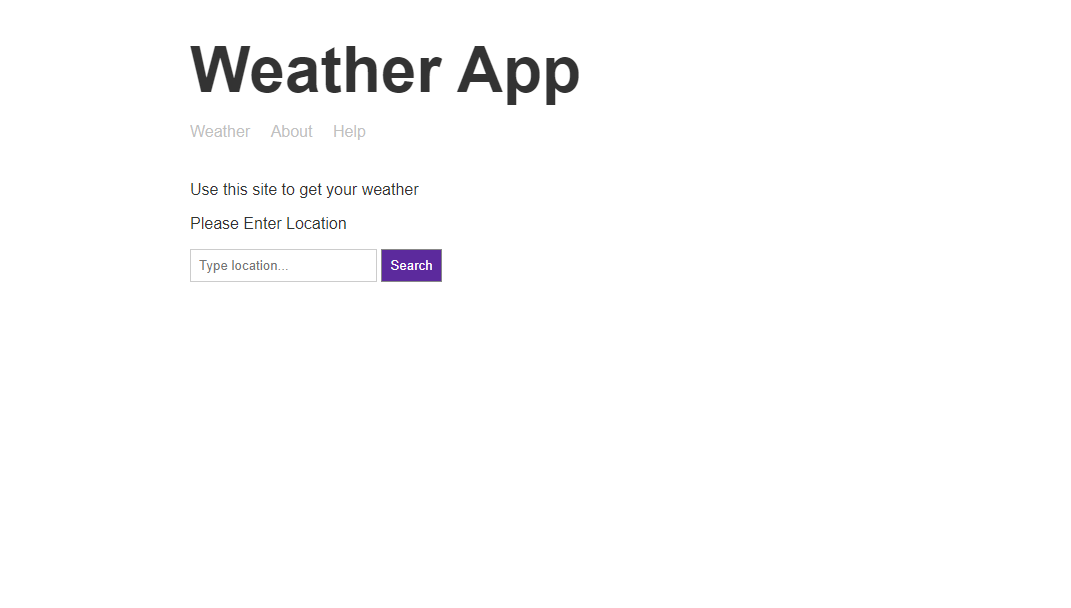 Weather App
Weather About Help
Use this site to get your weather
Please Enter Location
Type location... Search